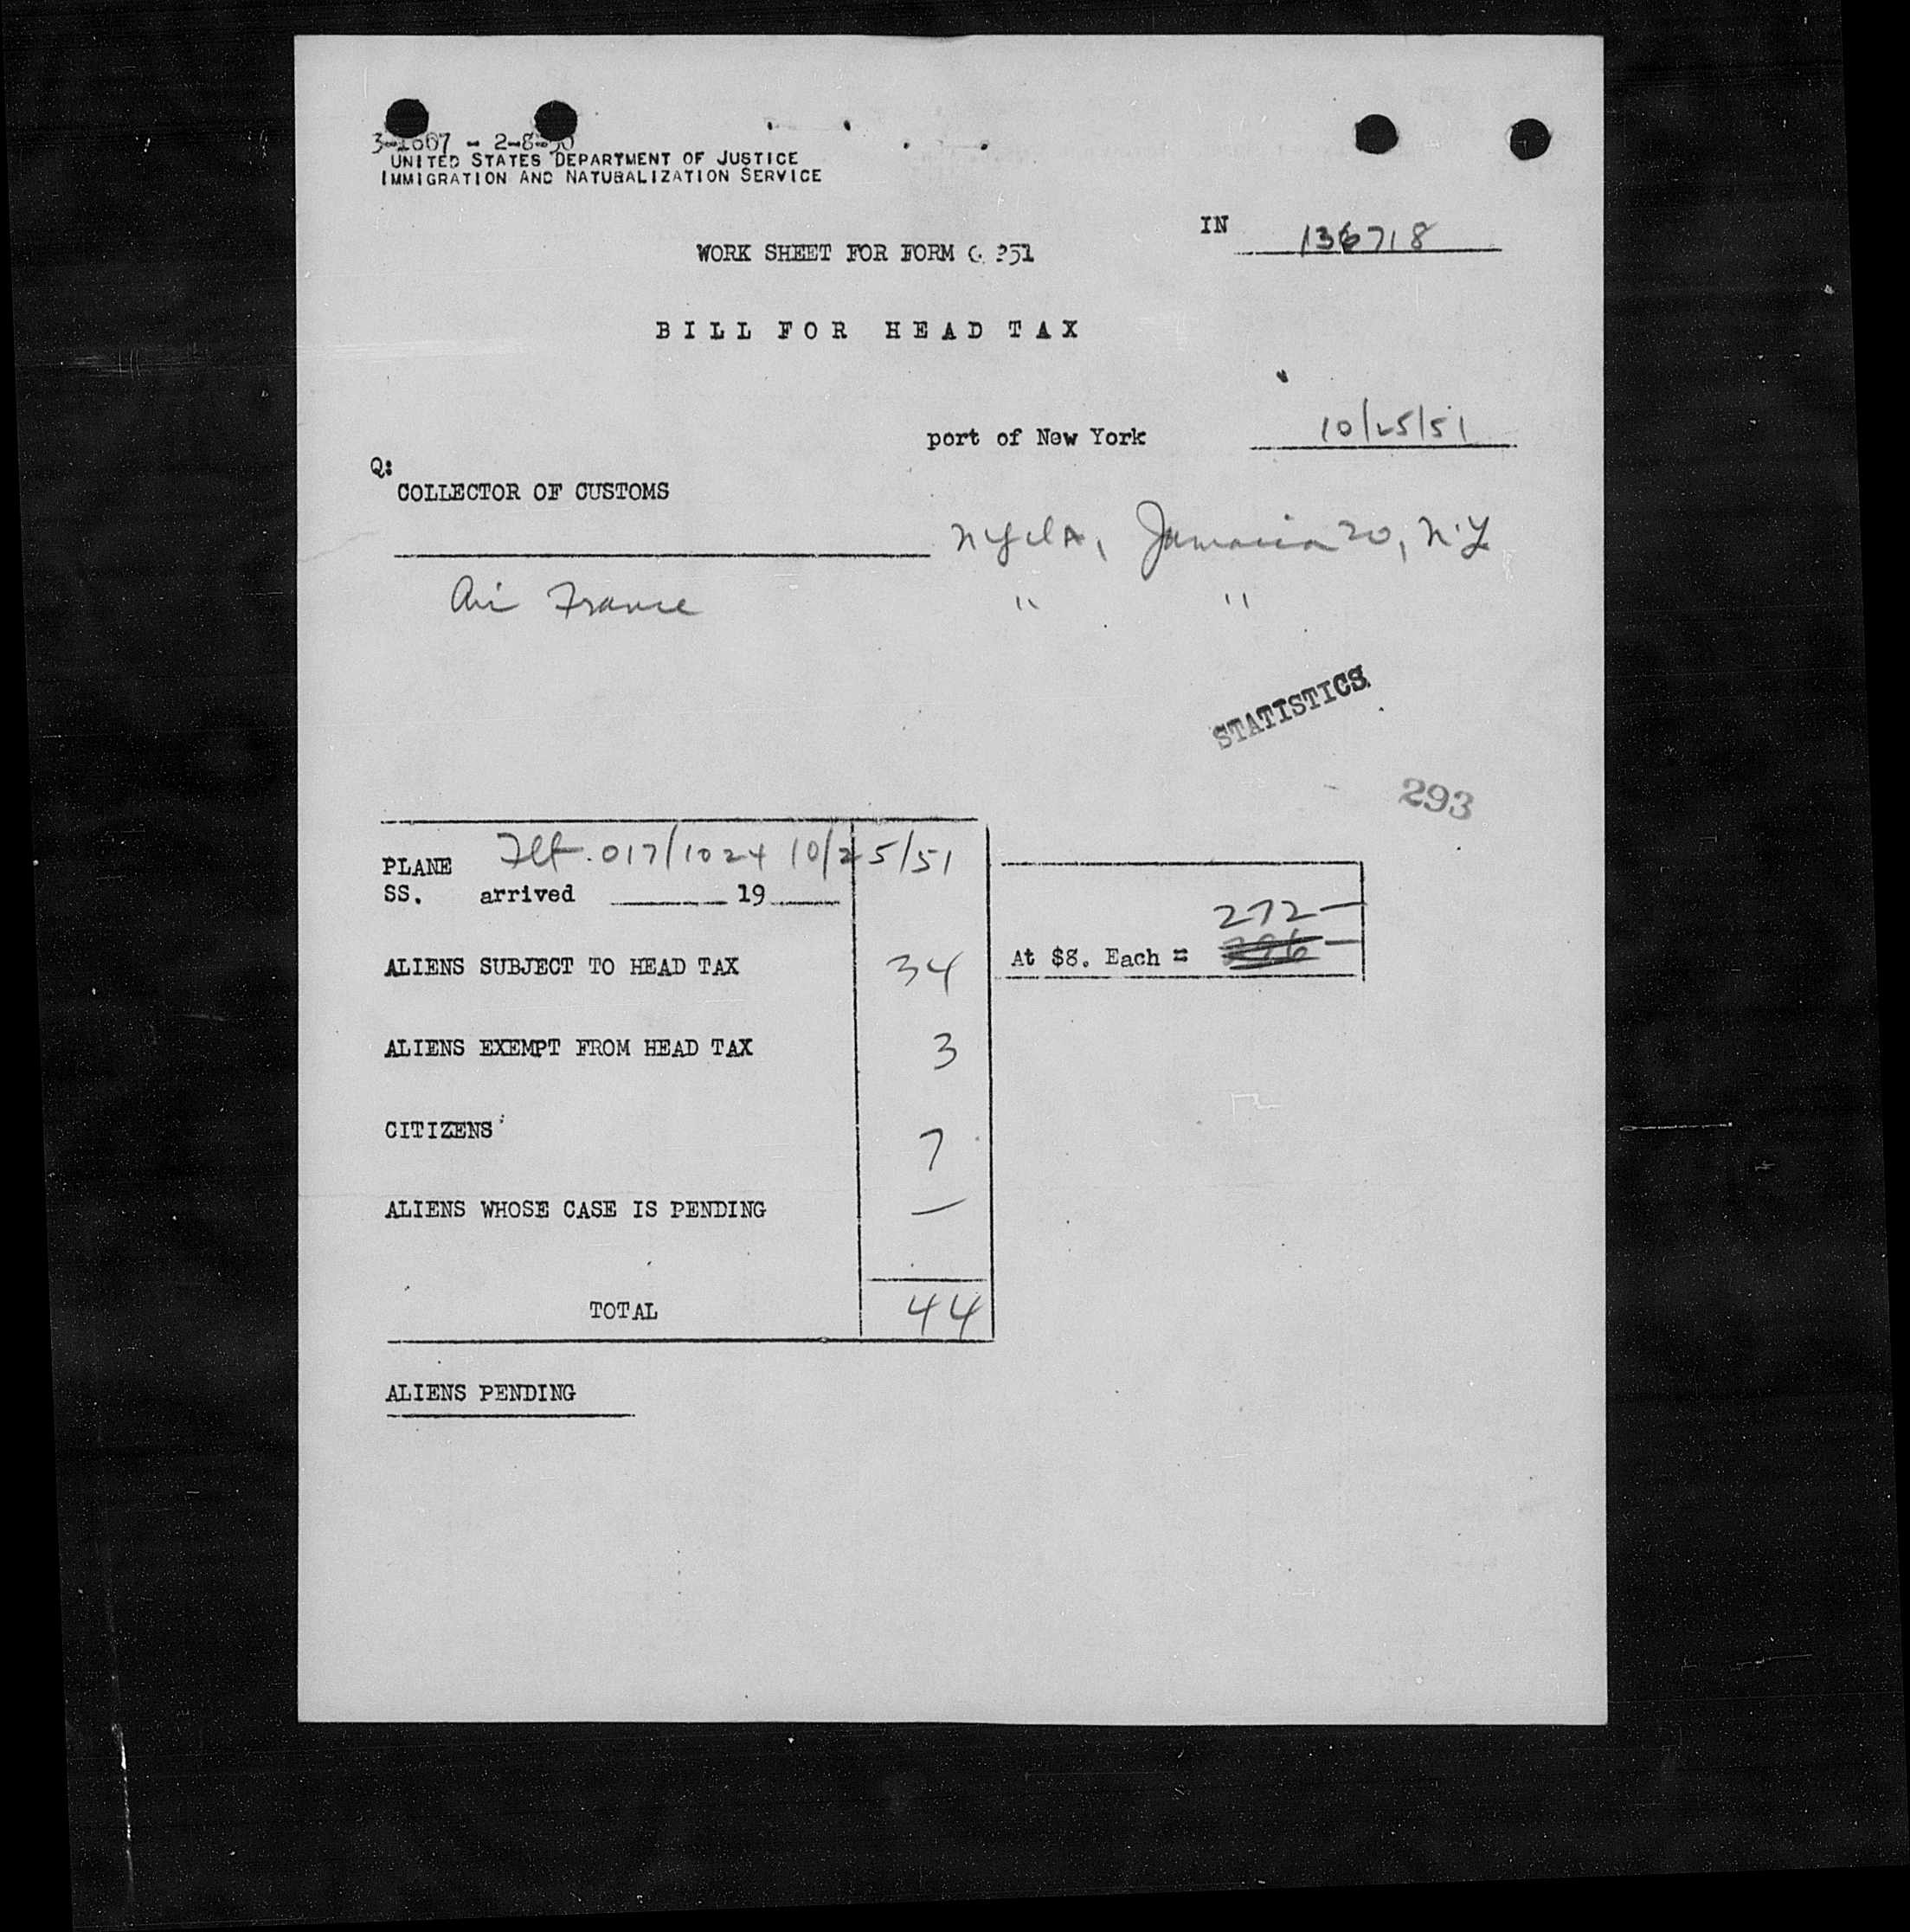 3-1667 - 2-8-50
UNITED STATES DEPARTMENT OF JUSTICE
IMMIGRATION AND NATURALIZATION SERVICE
IN 136718
WORK SHEET FOR FORM G 251
BILL FOR HEAD TAX
port of New York 10/25/51
Q:
COLLECTOR OF CUSTOMS
Jamaica 20, N.Y
Air France " "
STATISTICS
293
PLANE Flt. 017/1024 10/25/51
SS. arrived 19
272-
ALIENS SUBJECT TO HEAD TAX 34 At $8. Each = 296-
ALIENS EXEMPT FROM HEAD TAX 3
CITIZENS 7
ALIENS WHOSE CASE IS PENDING —
TOTAL 44
ALIENS PENDING